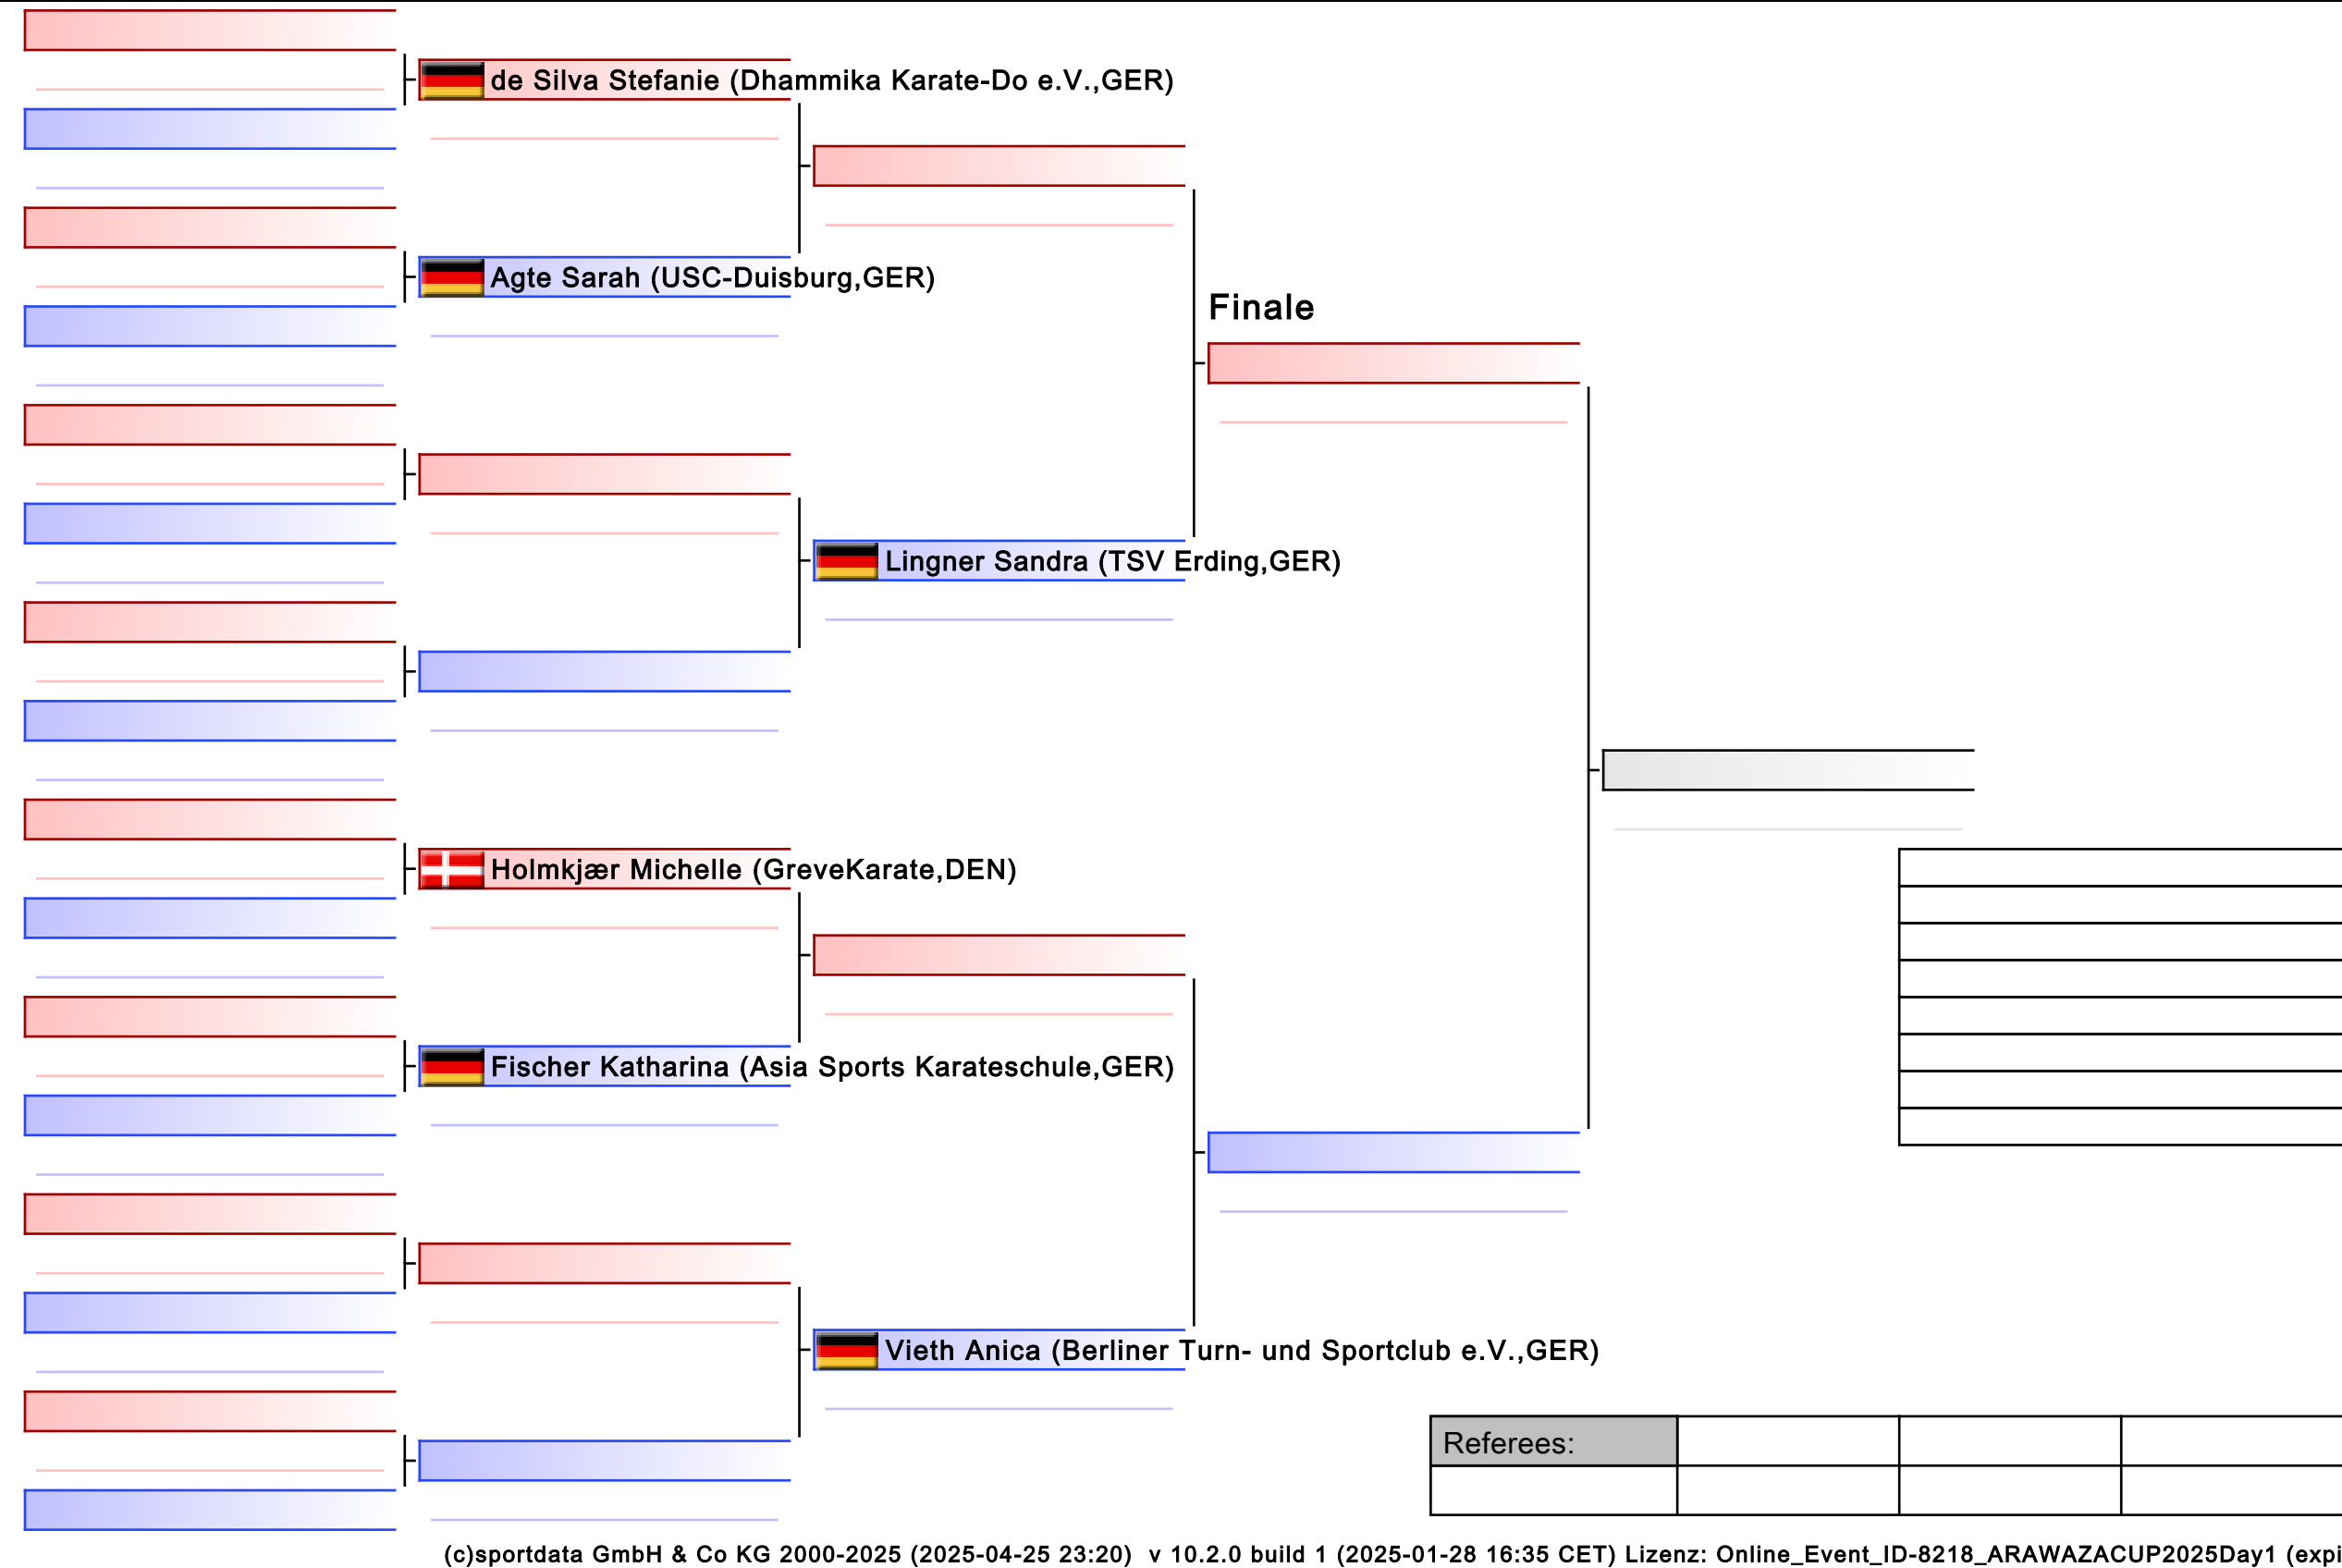 de Silva Stefanie (Dhammika Karate-Do e.V.,GER)
Agte Sarah (USC-Duisburg,GER)
Finale
Lingner Sandra (TSV Erding,GER)
Holmkjær Michelle (GreveKarate,DEN)
Fischer Katharina (Asia Sports Karateschule,GER)
Vieth Anica (Berliner Turn- und Sportclub e.V.,GER)
Referees:
(c)sportdata GmbH & Co KG 2000-2025 (2025-04-25 23:20) v 10.2.0 build 1 (2025-01-28 16:35 CET) Lizenz: Online_Event_ID-8218_ARAWAZACUP2025Day1 (expi